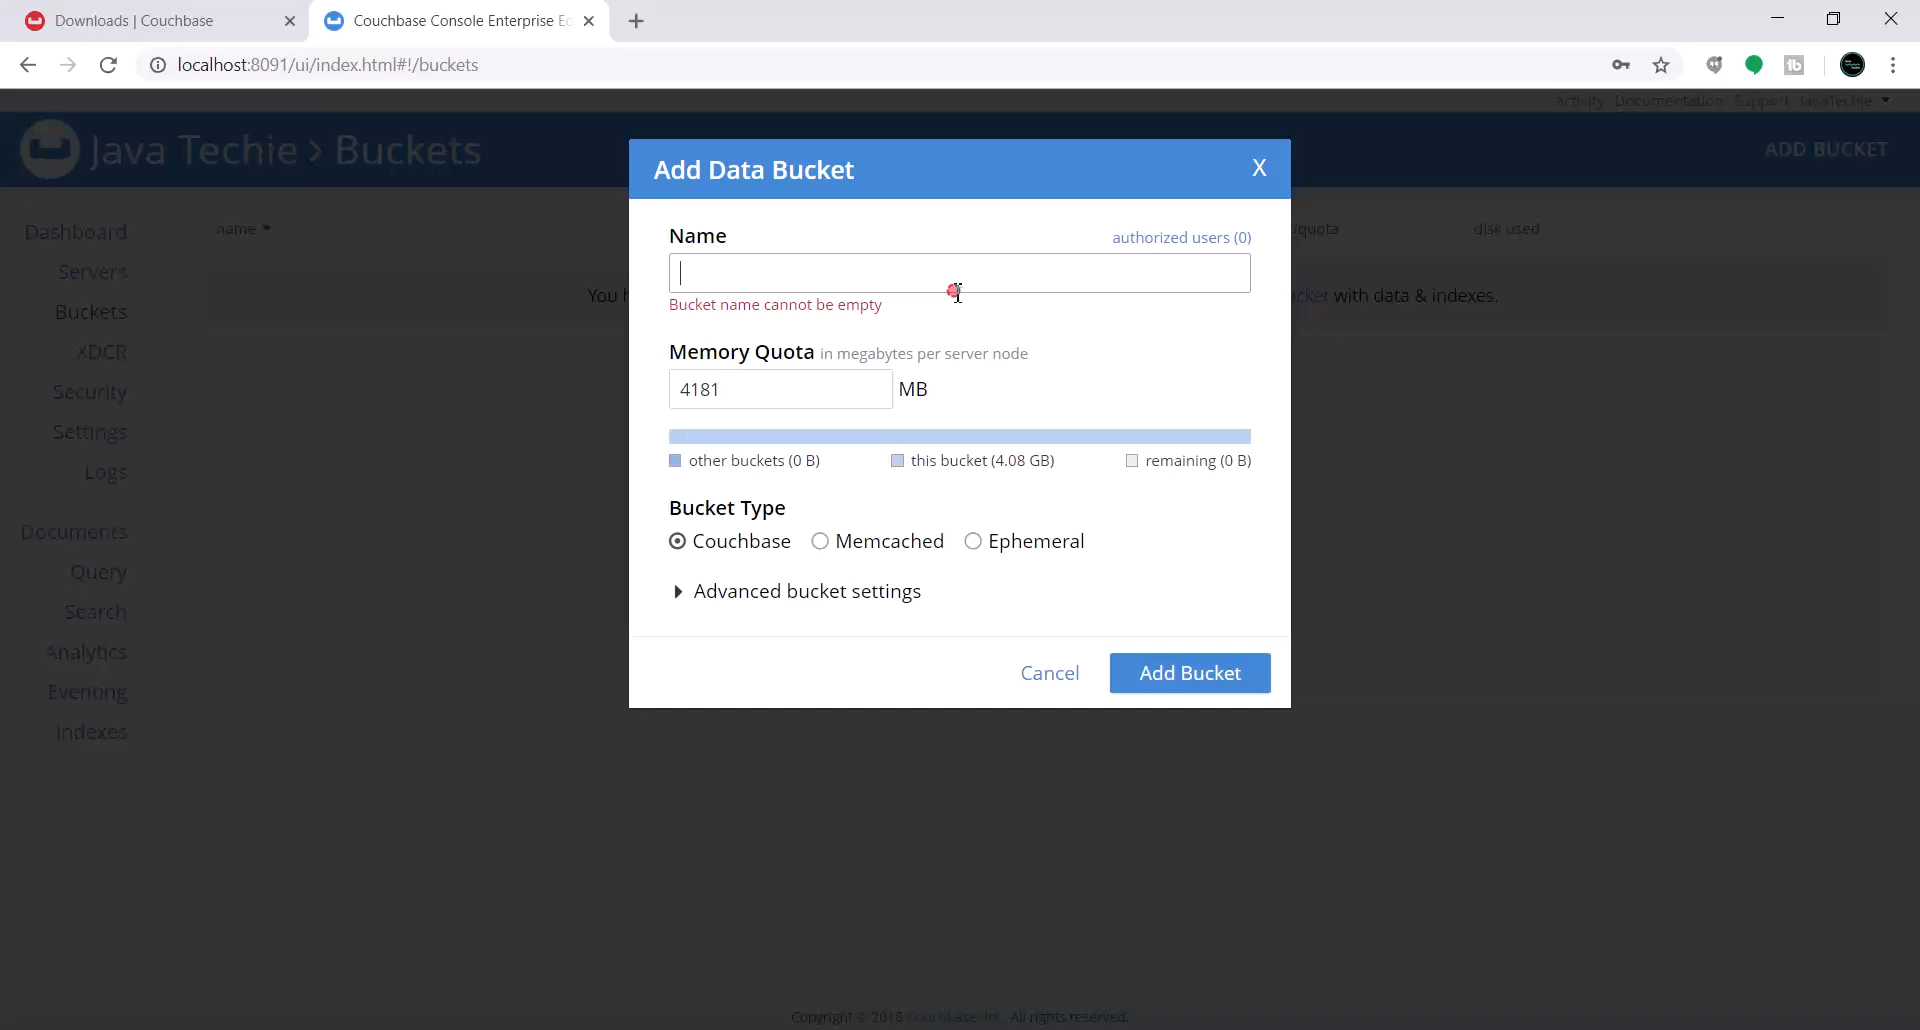 Downloads | Couchbase
Couchbase Console Enterprise Ed
localhost:8091/ui/index.html#!/buckets
Activity Documentation Support JavaTechie
Java Techie > Buckets
ADD BUCKET
Add Data Bucket X
Dashboard
Servers
Buckets
XDCR
Security
Settings
Logs
Documents
Query
Search
Analytics
Eventing
Indexes
name
quota
disk used
You
with data & indexes.
Name
authorized users (0)
Bucket name cannot be empty
Memory Quota in megabytes per server node
4181 MB
other buckets (0 B) this bucket (4.08 GB) remaining (0 B)
Bucket Type
Couchbase Memcached Ephemeral
Advanced bucket settings
Cancel Add Bucket
Copyright © 2018 Couchbase, Inc. All rights reserved.